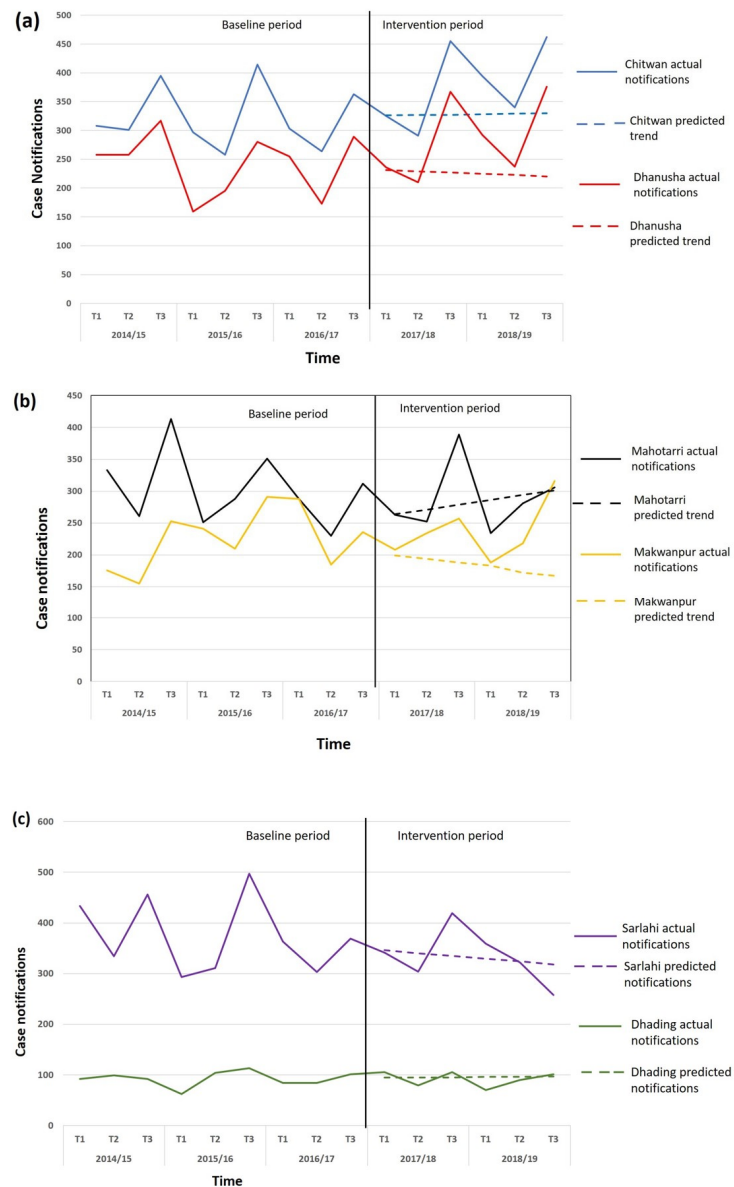 (a)
Baseline period
Intervention period
500
450
400
350
300
250
200
150
100
50
0
Case Notifications
T1 T2 T3 T1 T2 T3 T1 T2 T3 T1 T2 T3 T1 T2 T3
2014/15 2015/16 2016/17 2017/18 2018/19
Time
Chitwan actual
notifications
Chitwan predicted
trend
Dhanusha actual
notifications
Dhanusha
predicted trend
(b)
Baseline period
Intervention period
450
400
350
300
250
200
150
100
50
0
Case notifications
T1 T2 T3 T1 T2 T3 T1 T2 T3 T1 T2 T3 T1 T2 T3
2014/15 2015/16 2016/17 2017/18 2018/19
Time
Mahotarri actual
notifications
Mahotarri
predicted trend
Makwanpur actual
notifications
Makwanpur
predicted trend
(c)
Baseline period
Intervention period
600
500
400
300
200
100
0
Case notifications
T1 T2 T3 T1 T2 T3 T1 T2 T3 T1 T2 T3 T1 T2 T3
2014/15 2015/16 2016/17 2017/18 2018/19
Time
Sarlahi actual
notifications
Sarlahi predicted
notifications
Dhading actual
notifications
Dhading predicted
notifications